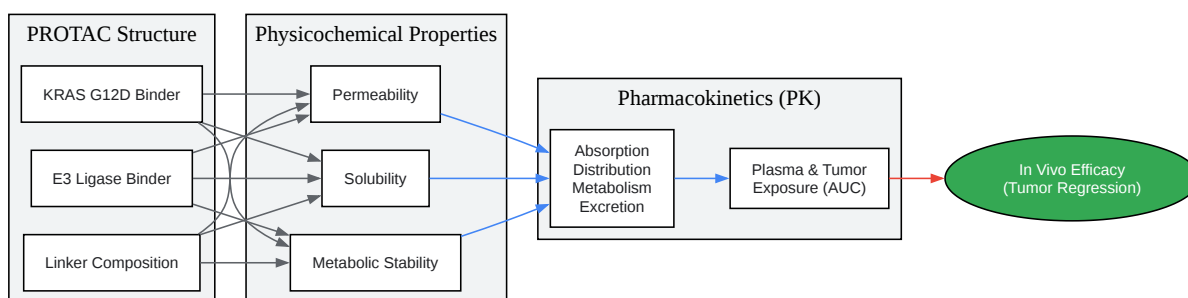 PROTAC Structure
KRAS G12D Binder
E3 Ligase Binder
Linker Composition
Physicochemical Properties
Permeability
Solubility
Metabolic Stability
Pharmacokinetics (PK)
Absorption
Distribution
Metabolism
Excretion
Plasma & Tumor
Exposure (AUC)
In Vivo Efficacy
(Tumor Regression)